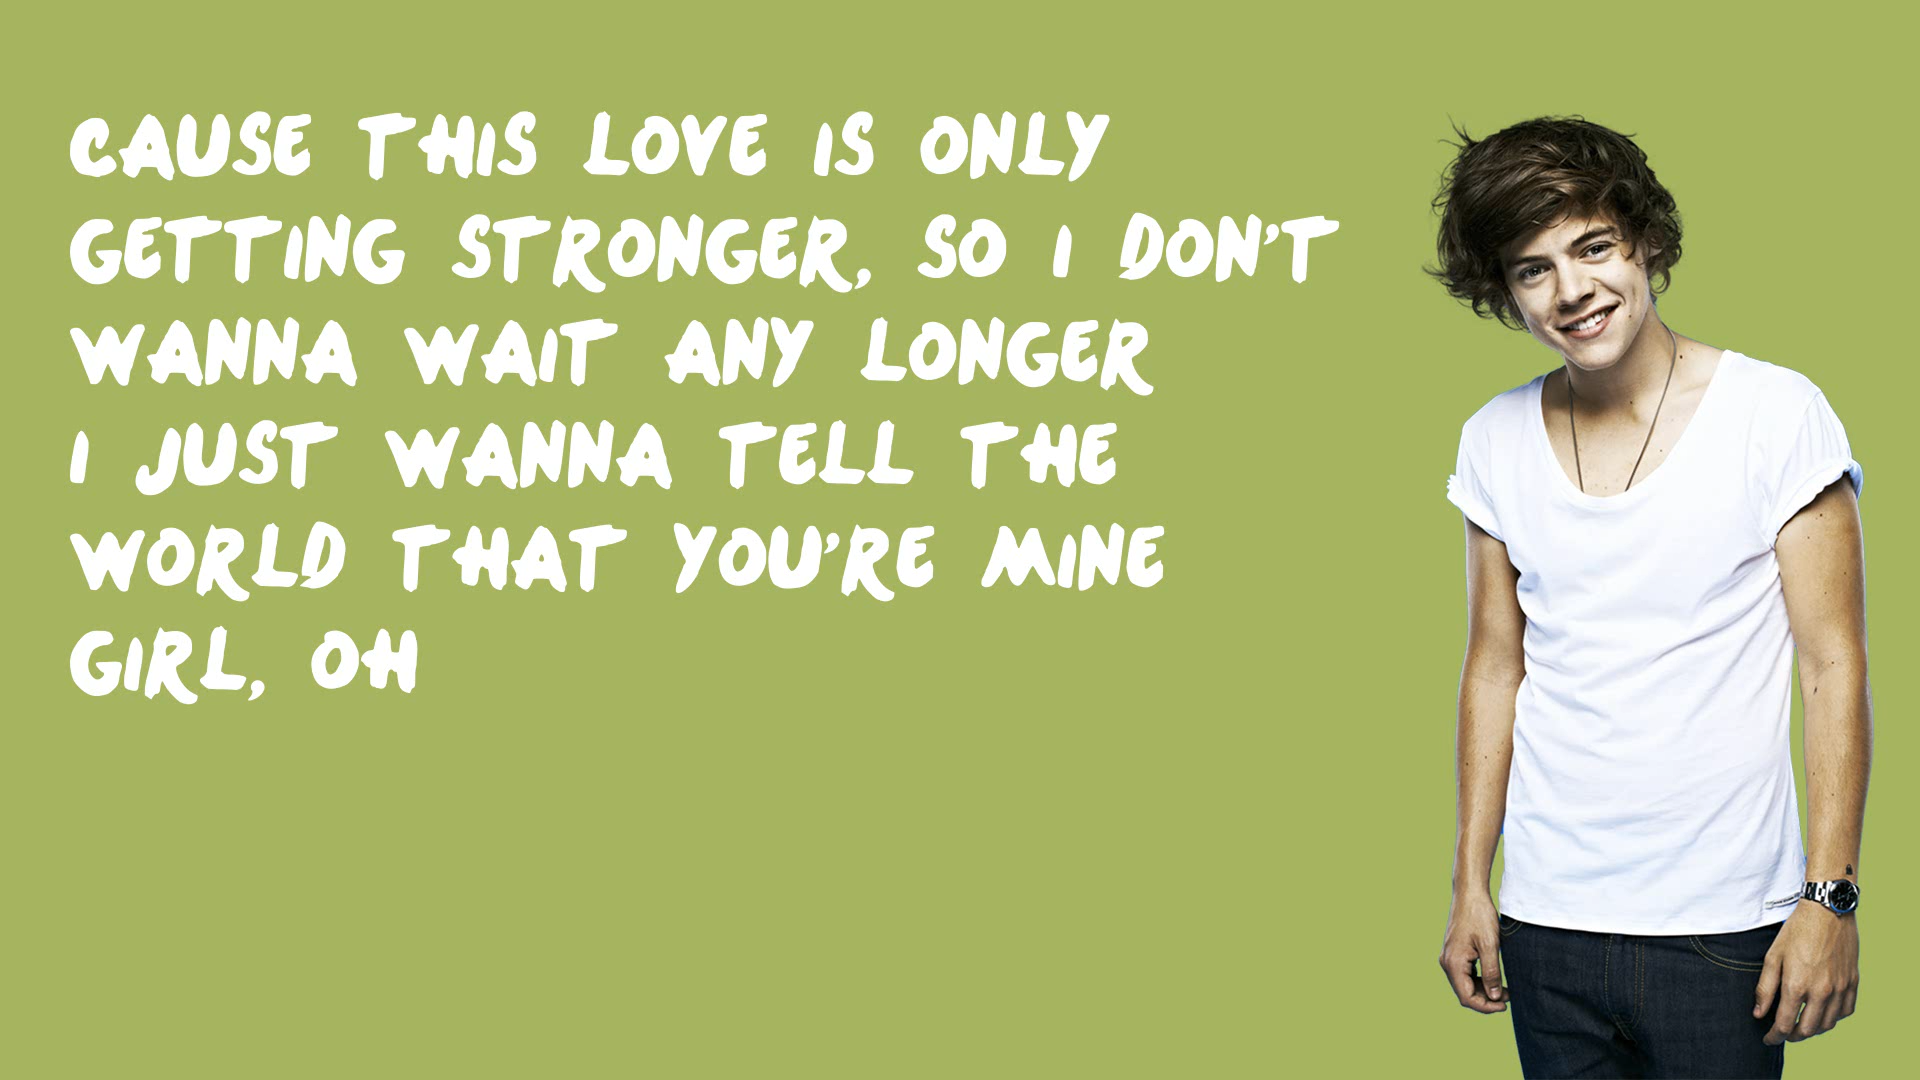 CAUSE THIS LOVE IS ONLY
GETTING STRONGER, SO I DON'T
WANNA WAIT ANY LONGER
I JUST WANNA TELL THE
WORLD THAT YOU'RE MINE
GIRL, OH